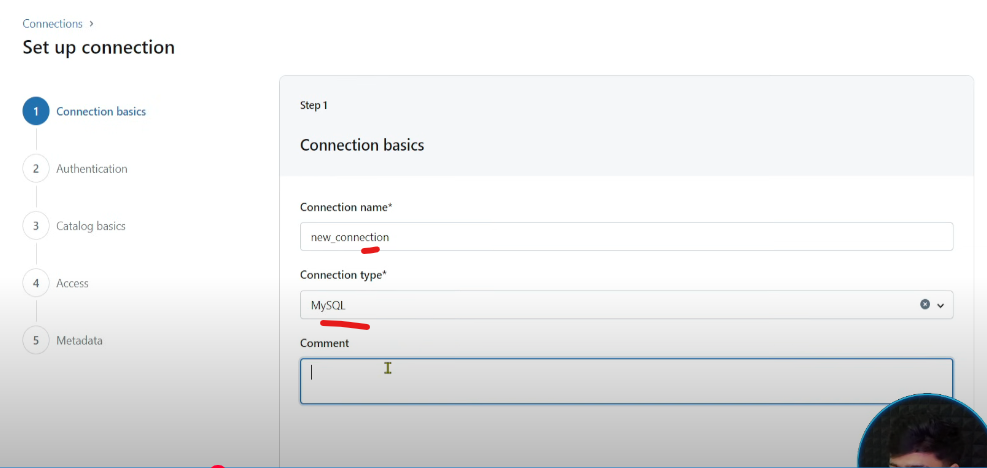 Connections >
Set up connection
1 Connection basics
2 Authentication
3 Catalog basics
4 Access
5 Metadata
Step 1
Connection basics
Connection name*
new_connection
Connection type*
MySQL
Comment